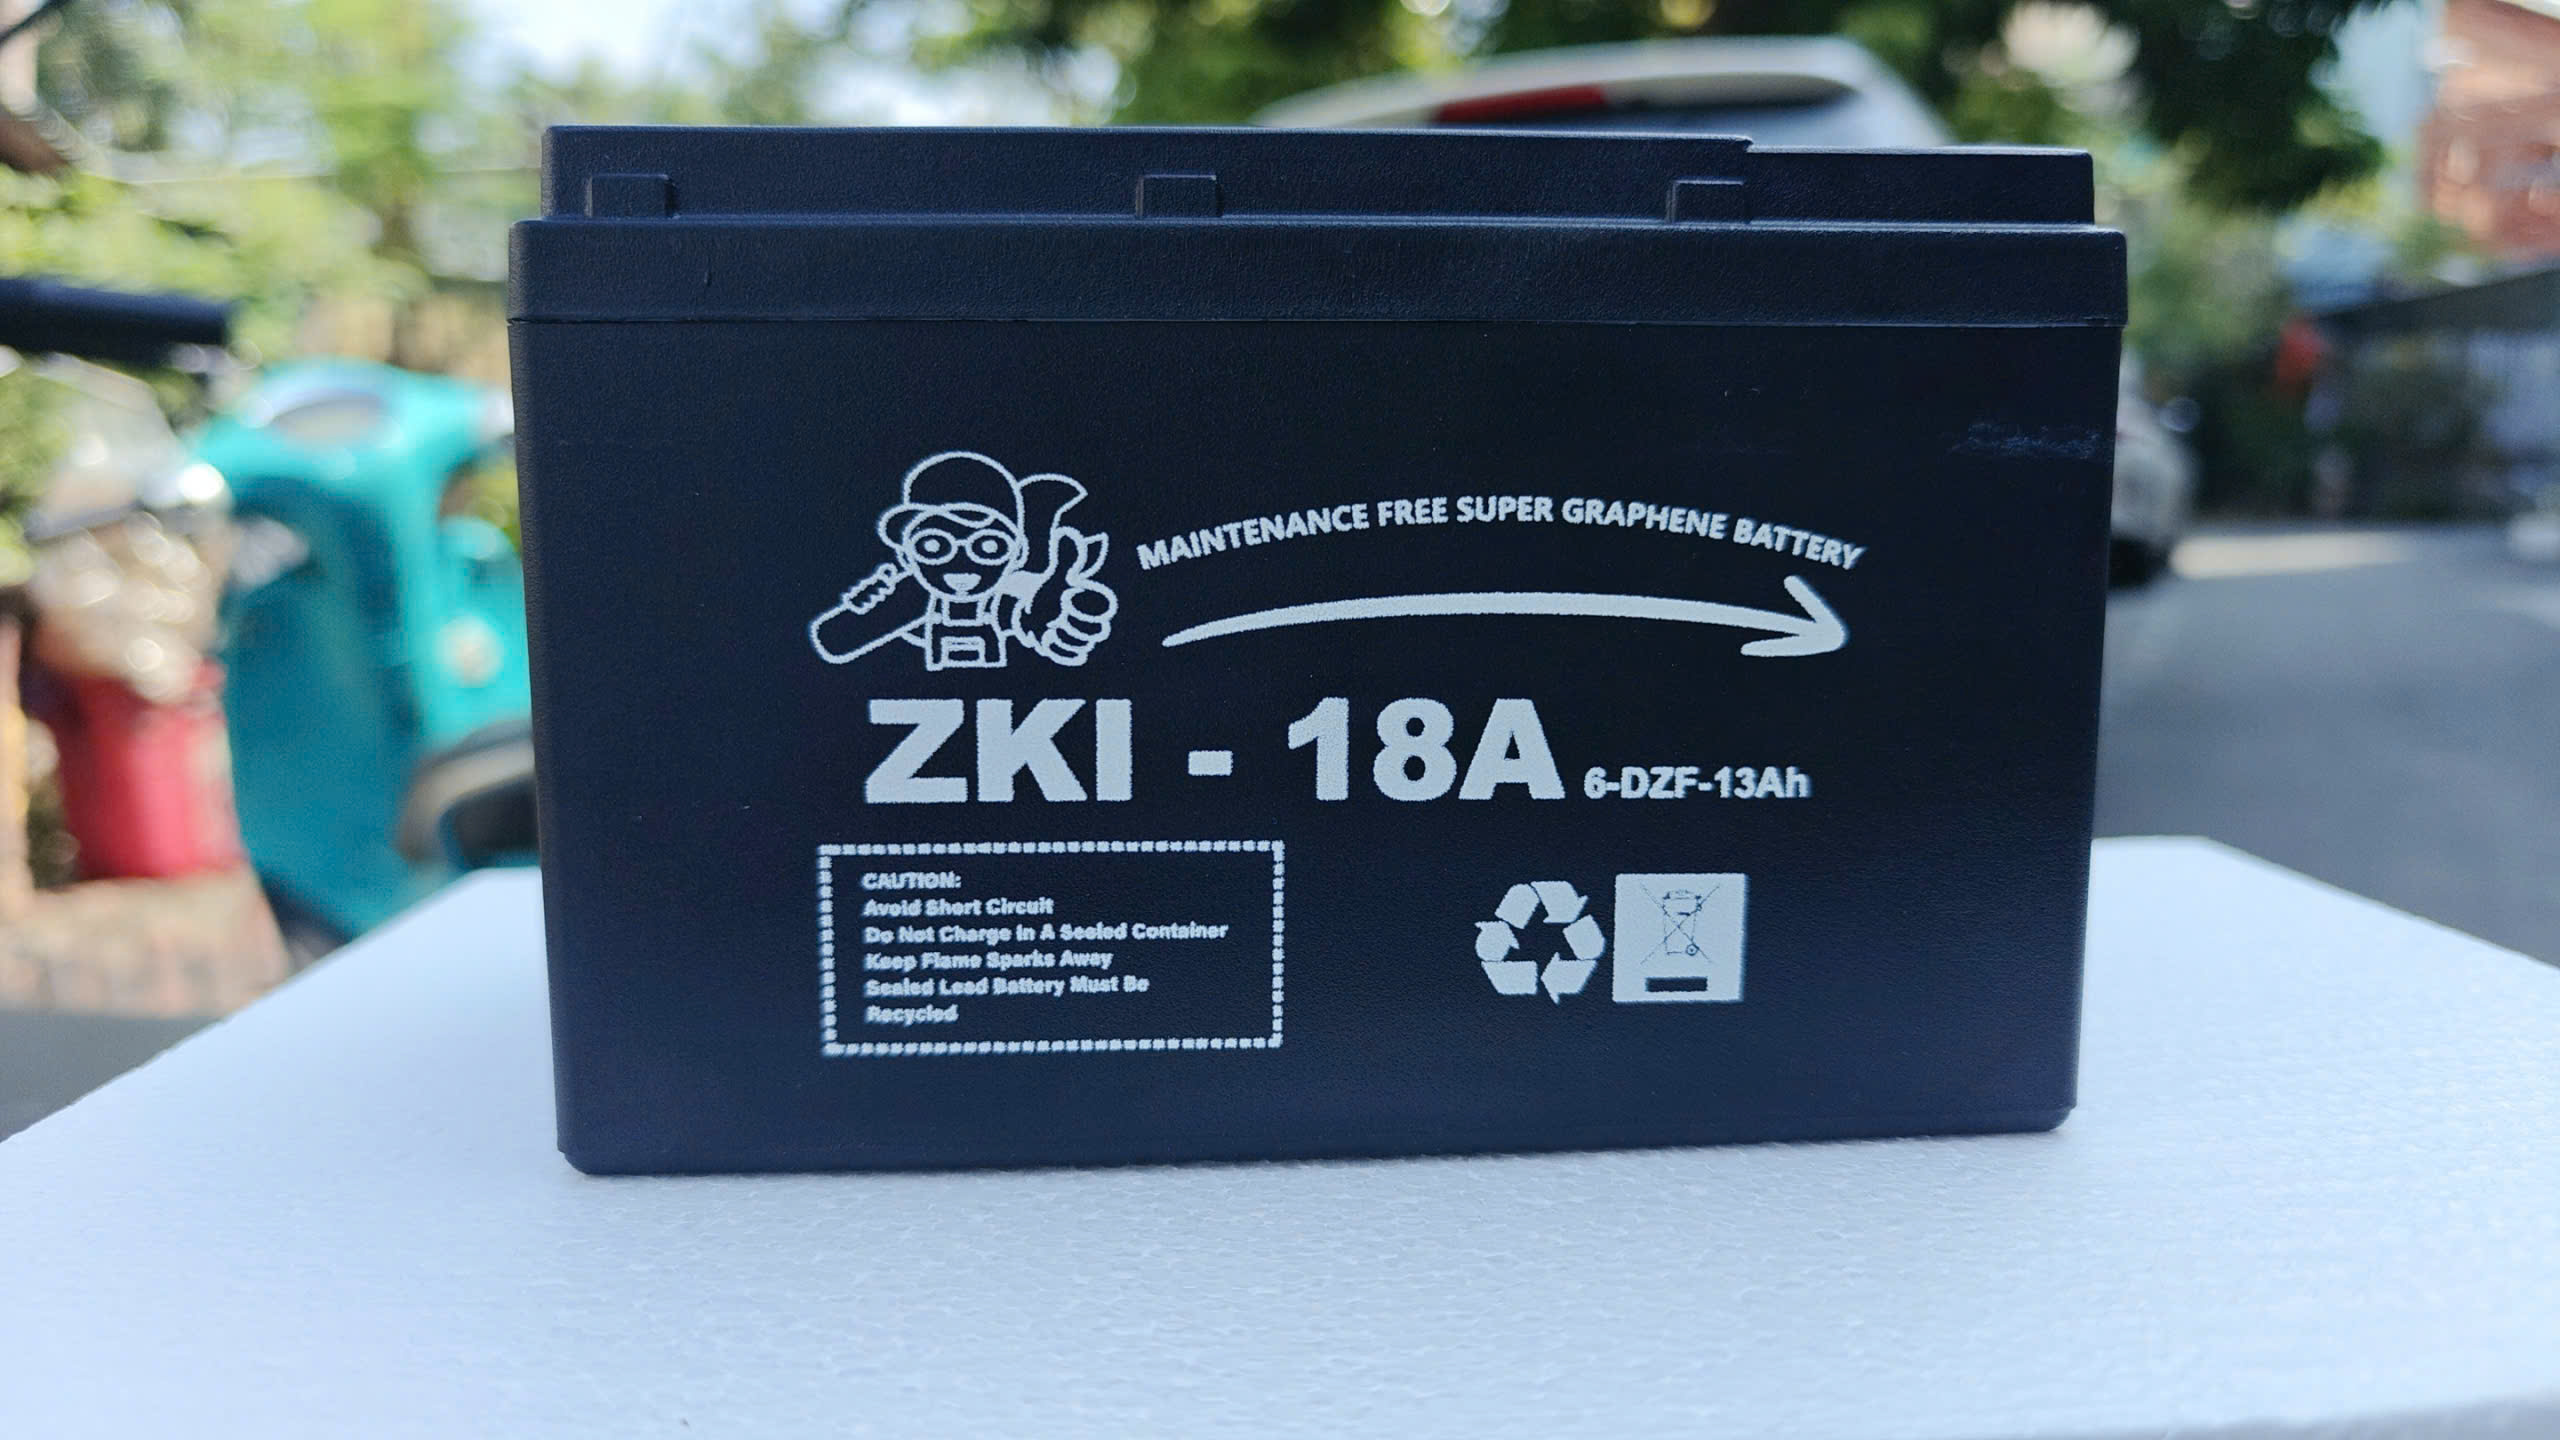 MAINTENANCE FREE SUPER GRAPHENE BATTERY
ZKI - 18A 6-DZF-13Ah
CAUTION:
Avoid Short Circuit
Do Not Charge In A Sealed Container
Keep Flame Sparks Away
Sealed Lead Battery Must Be
Recycled